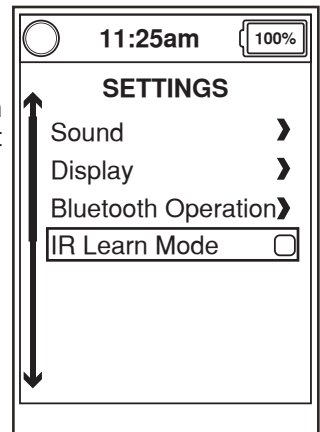 11:25am 100%
SETTINGS
Sound
Display
Bluetooth Operation
IR Learn Mode